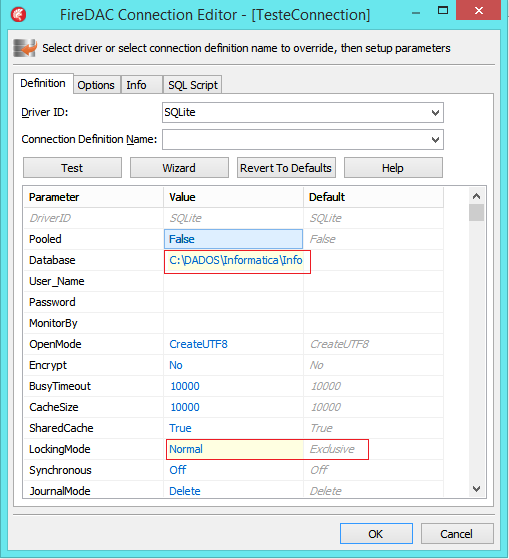 FireDAC Connection Editor - [TesteConnection]
Select driver or select connection definition name to override, then setup parameters
Definition Options Info SQL Script
Driver ID: SQLite
Connection Definition Name:
Test Wizard Revert To Defaults Help
Parameter Value Default
DriverID SQLite SQLite
Pooled False False
Database C:\DADOS\Informatica\Info
User_Name
Password
MonitorBy
OpenMode CreateUTF8 CreateUTF8
Encrypt No No
BusyTimeout 10000 10000
CacheSize 10000 10000
SharedCache True True
LockingMode Normal Exclusive
Synchronous Off Off
JournalMode Delete Delete
OK Cancel